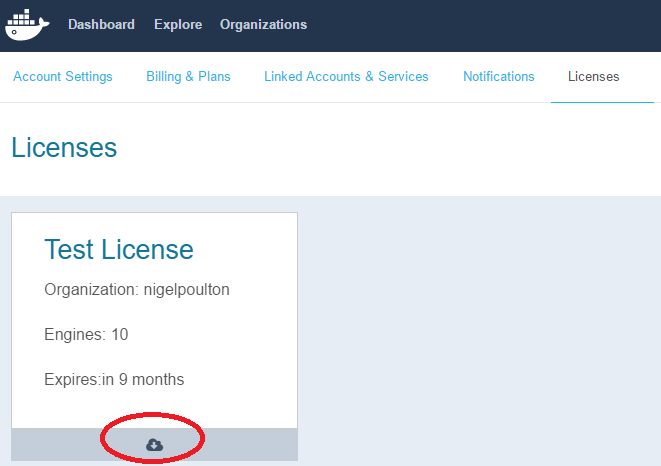 Dashboard Explore Organizations
Account Settings Billing & Plans Linked Accounts & Services Notifications Licenses
Licenses
Test License
Organization: nigelpoulton
Engines: 10
Expires:in 9 months